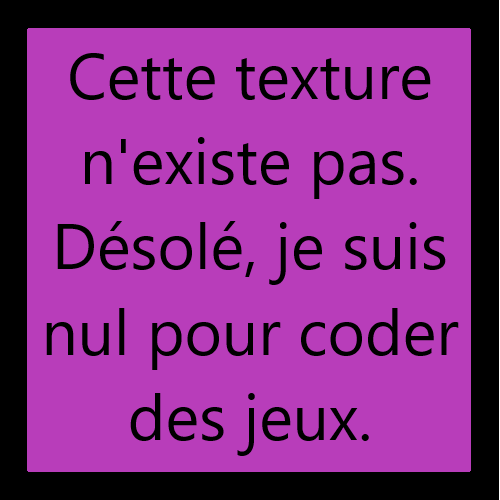 Cette texture
n'existe pas.
Désolé, je suis
nul pour coder
des jeux.